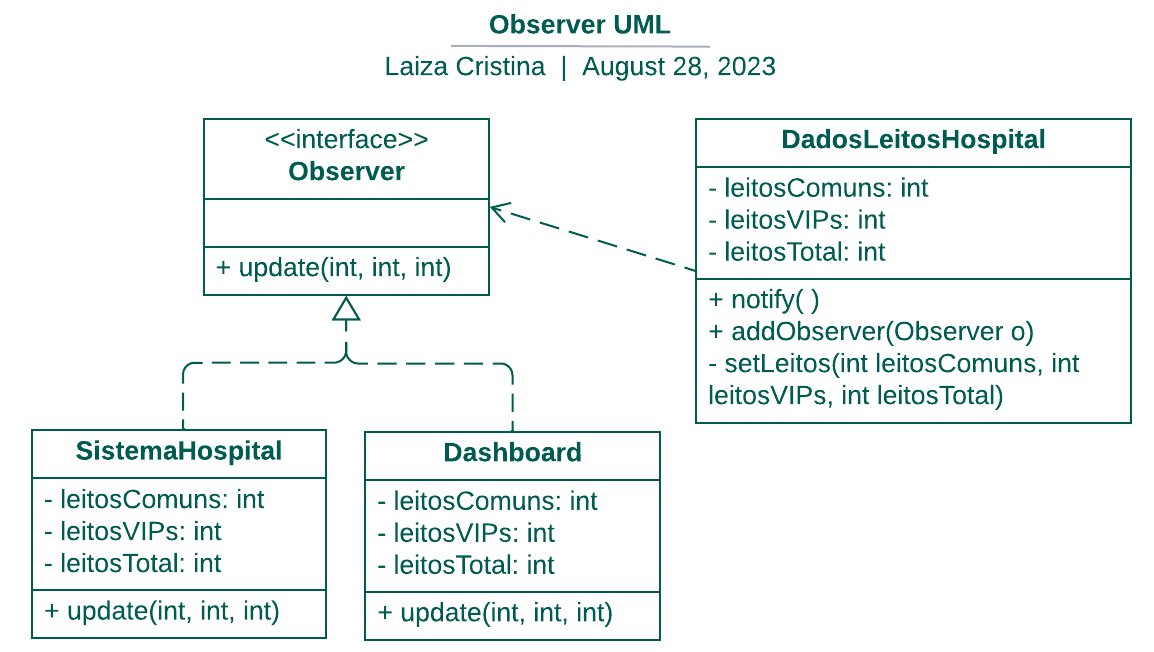 Observer UML
Laiza Cristina | August 28, 2023
<<interface>>
Observer
+ update(int, int, int)
DadosLeitosHospital
- leitosComuns: int
- leitosVIPs: int
- leitosTotal: int
+ notify( )
+ addObserver(Observer o)
- setLeitos(int leitosComuns, int
leitosVIPs, int leitosTotal)
SistemaHospital
- leitosComuns: int
- leitosVIPs: int
- leitosTotal: int
+ update(int, int, int)
Dashboard
- leitosComuns: int
- leitosVIPs: int
- leitosTotal: int
+ update(int, int, int)